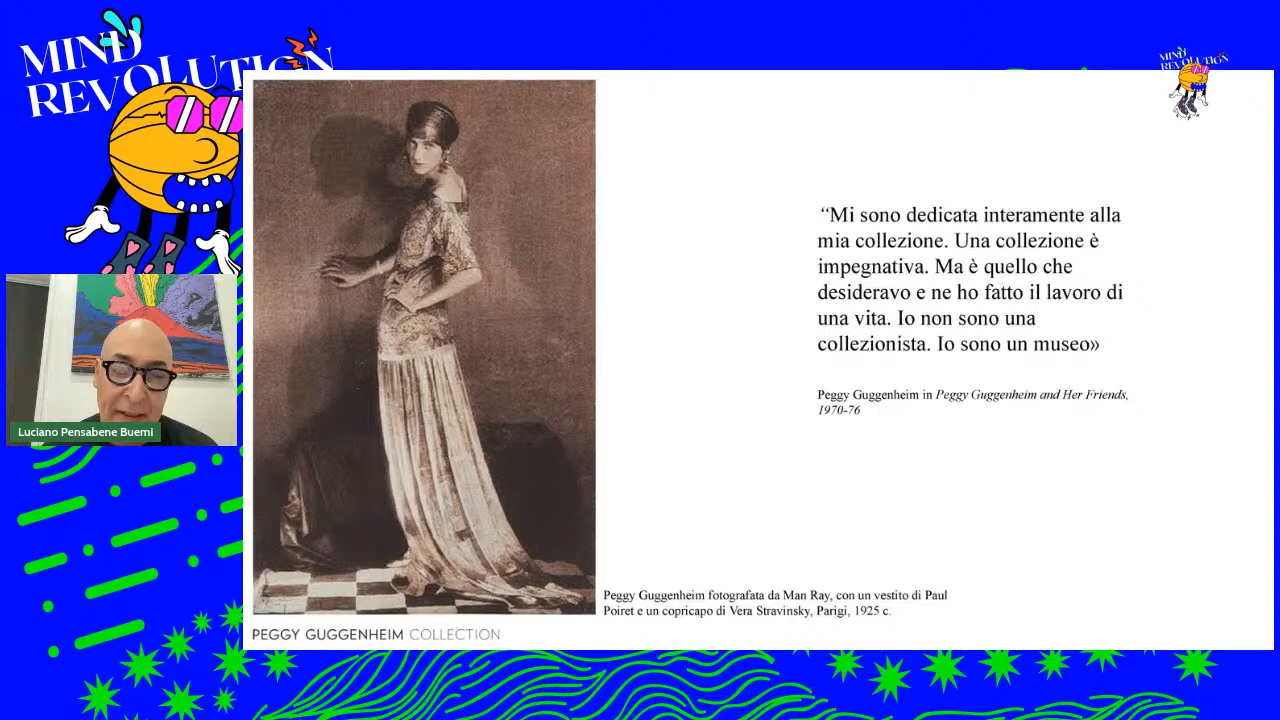 MIND
REVOLUTION
MIND
REVOLUTION
“Mi sono dedicata interamente alla
mia collezione. Una collezione è
impegnativa. Ma è quello che
desideravo e ne ho fatto il lavoro di
una vita. Io non sono una
collezionista. Io sono un museo»
Peggy Guggenheim in Peggy Guggenheim and Her Friends,
1970-76
Luciano Pensabene Buemi
Peggy Guggenheim fotografata da Man Ray, con un vestito di Paul
Poiret e un copricapo di Vera Stravinsky, Parigi, 1925 c.
PEGGY GUGGENHEIM COLLECTION